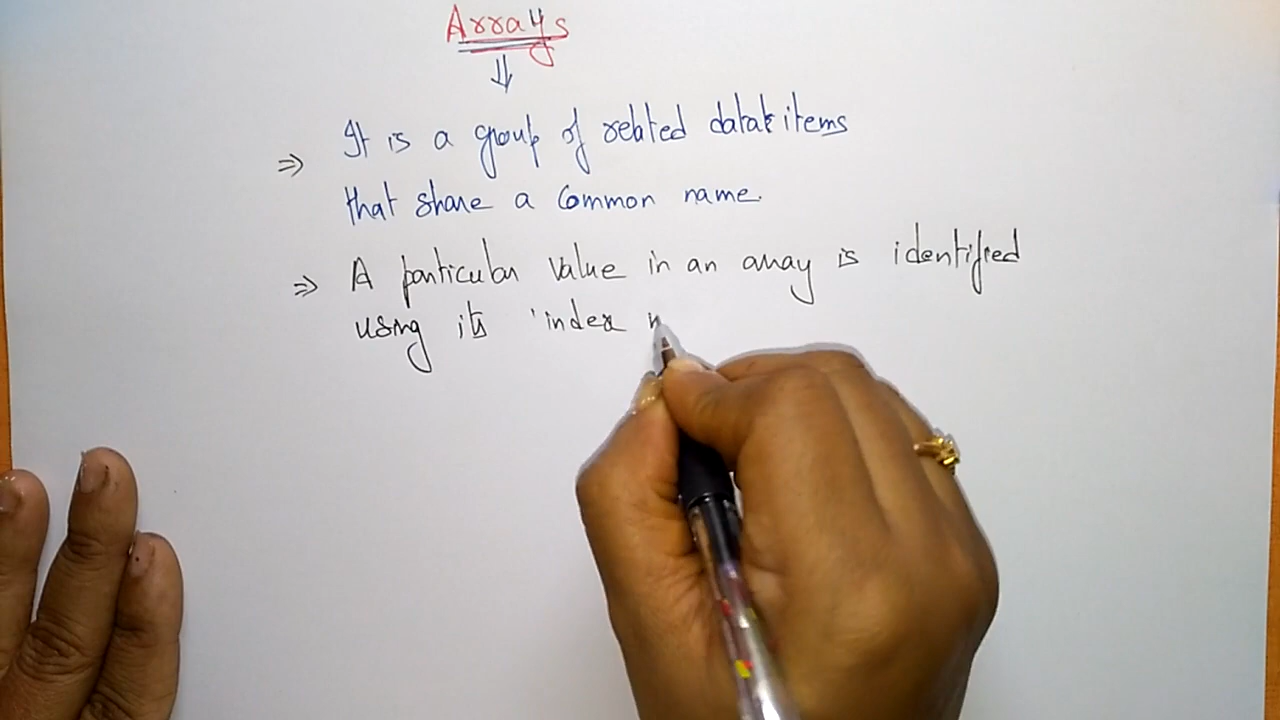 Arrays
⇓
⇒ It is a group of related data items
that share a common name.
⇒ A particular value in an array is identified
using its index